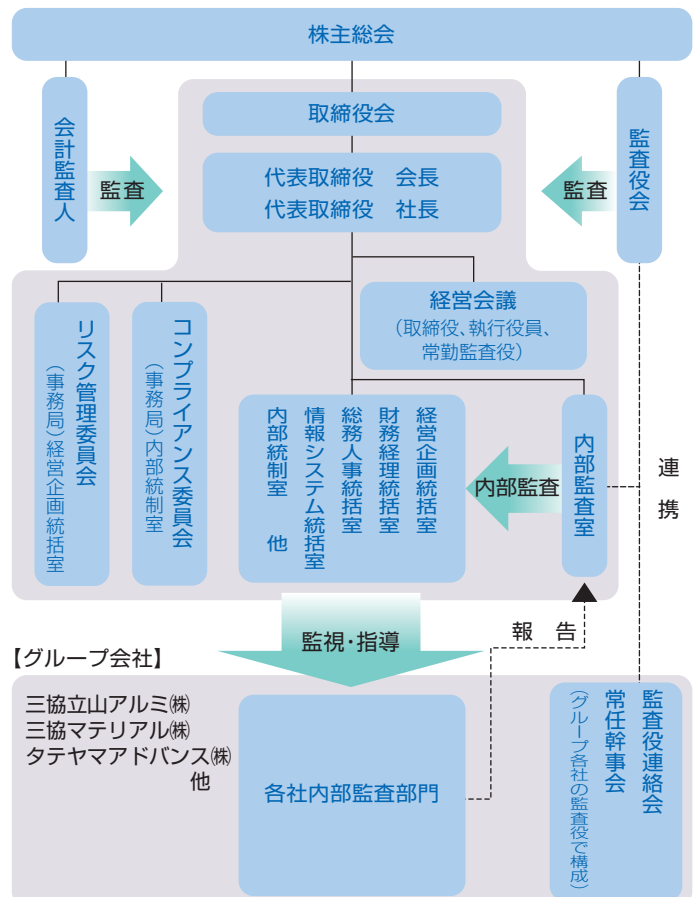 株主総会
会計監査人
監査
取締役会
代表取締役 会長
代表取締役 社長
監査
監査役会
経営会議
(取締役、執行役員、
常勤監査役)
リスク管理委員会
(事務局)経営企画統括室
コンプライアンス委員会
(事務局)内部統制室
経営企画統括室
財務経理統括室
総務人事統括室
情報システム統括室
内部統制室 他
内部監査
内部監査室
連携
監視・指導
報 告
【グループ会社】
三協立山アルミ㈱
三協マテリアル㈱
タテヤマアドバンス㈱
他
各社内部監査部門
監査役連絡会
常任幹事会
(グループ各社の監査役で構成)